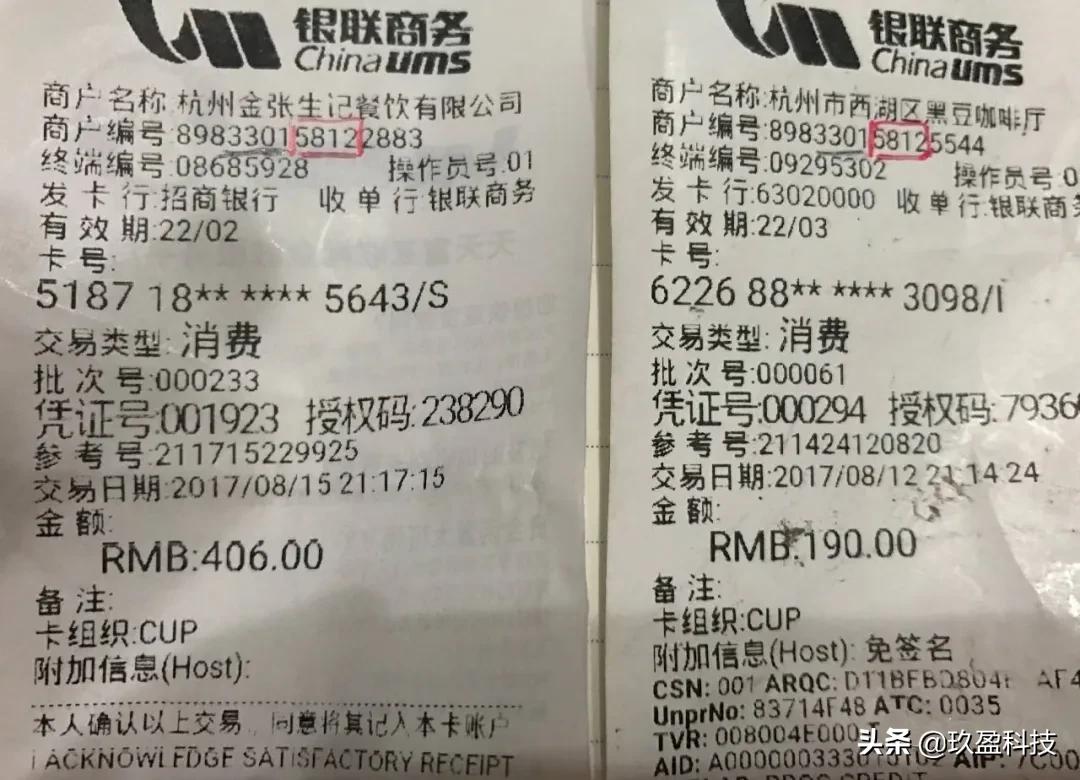 银联商务
China ums
商户名称:杭州金张生记餐饮有限公司
商户编号:898330158122883
终端编号:08685928 操作员号:01
发卡行:招商银行 收单行:银联商务
有效期:22/02
卡号:
5187 18** **** 5643/S
交易类型:消费
批次号:000233
凭证号:001923 授权码:238290
参考号:211715229925
交易日期:2017/08/15 21:17:15
金额:
RMB:406.00
备注:
卡组织:CUP
附加信息(Host):
本人确认以上交易,同意将其记入本卡账户
I ACKNOWLEDGE SATISFACTORY RECEIPT
银联商务
China ums
商户名称:杭州市西湖区黑豆咖啡厅
商户编号:898330158125544
终端编号:09295302 操作员号:0
发卡行:63020000 收单行:银联商务
有效期:22/03
卡号:
6226 88** **** 3098/I
交易类型:消费
批次号:000061
凭证号:000294 授权码:7936
参考号:211424120820
交易日期:2017/08/12 21:14:24
金额:
RMB:190.00
备注:
卡组织:CUP
附加信息(Host): 免签名
CSN: 001 ARQC: D11BFBD804 AF4
UnprNo: 83714F48 ATC: 0035
TVR: 008004E000
AID: A000000333010102 AIP: 7C00
头条 @玖盈科技